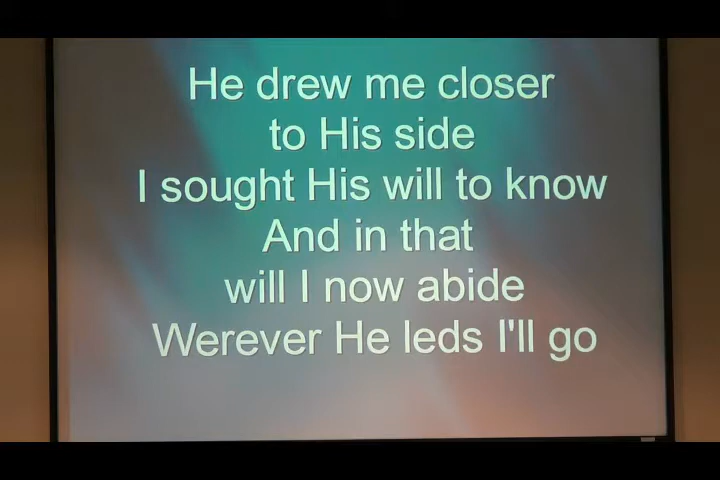 He drew me closer
to His side
I sought His will to know
And in that
will I now abide
Werever He leds I'll go